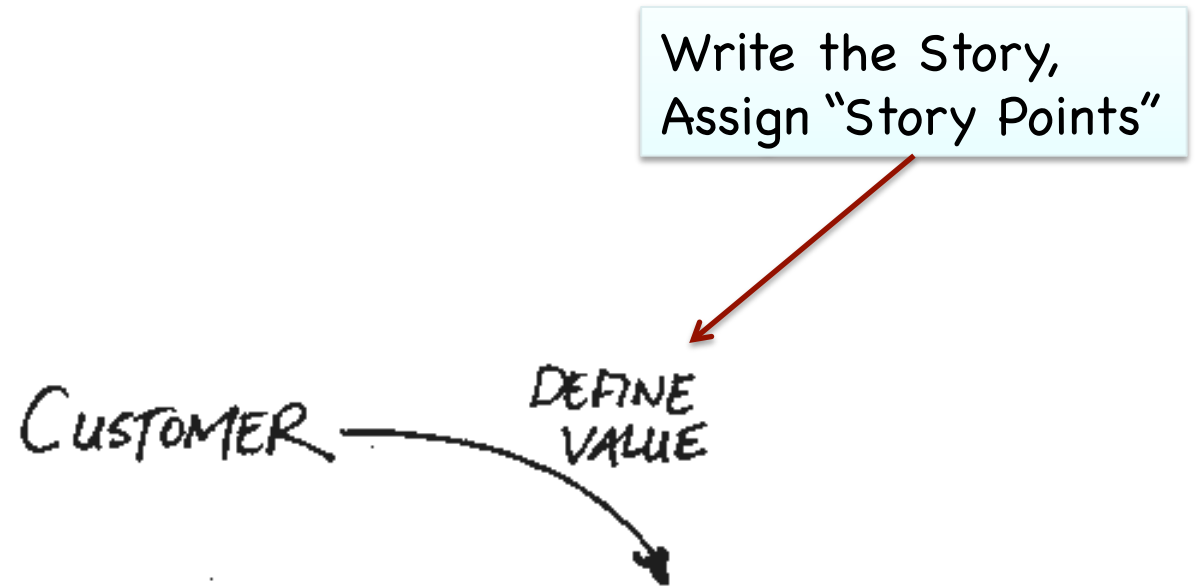 Write the Story,
Assign “Story Points”
DEFINE
VALUE
CUSTOMER